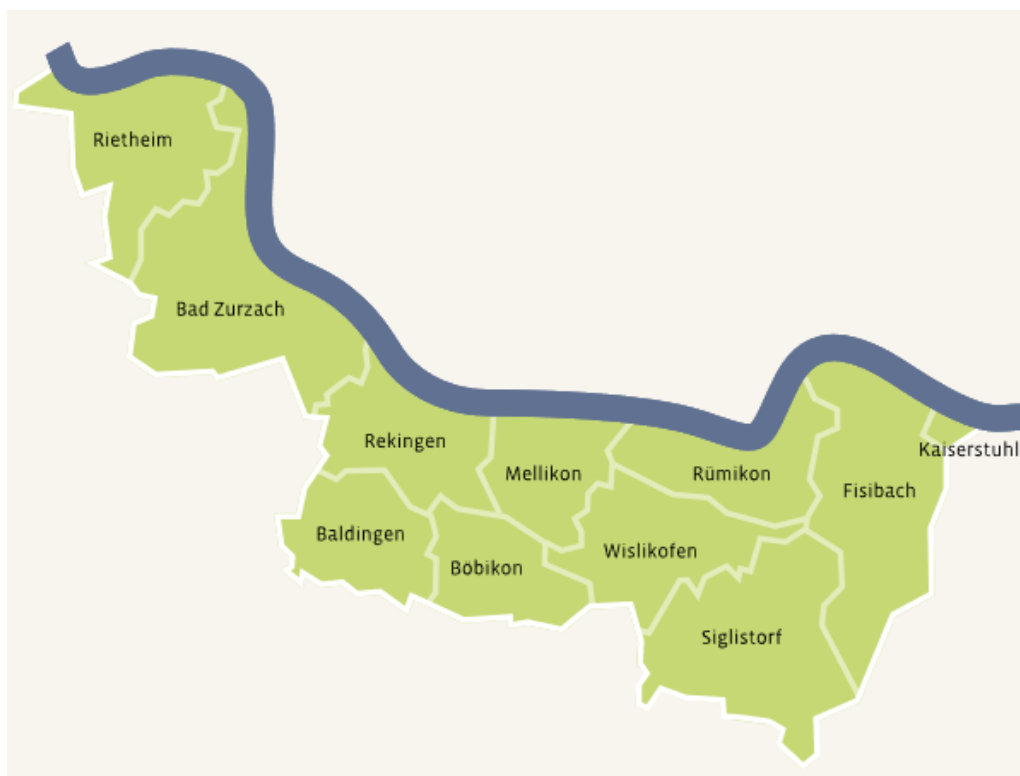 Rietheim
Bad Zurzach
Rekingen
Mellikon
Rümikon
Kaiserstuhl
Fisibach
Baldingen
Böbikon
Wislikofen
Siglistorf